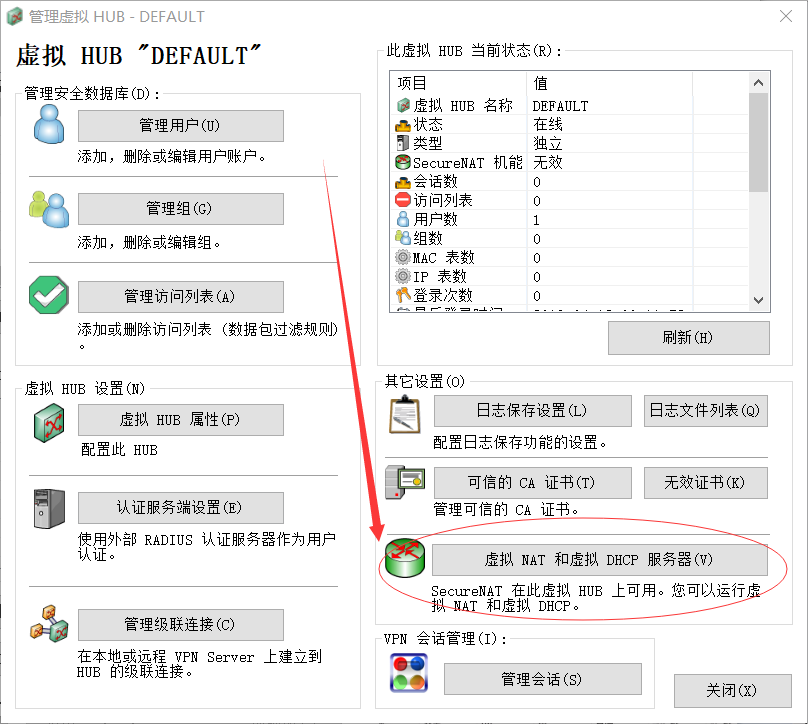 管理虚拟 HUB - DEFAULT
虚拟 HUB "DEFAULT"
管理安全数据库(D)：
管理用户(U)
添加，删除或编辑用户账户。
管理组(G)
添加，删除或编辑组。
管理访问列表(A)
添加或删除访问列表 (数据包过滤规则)
。
虚拟 HUB 设置(N)
虚拟 HUB 属性(P)
配置此 HUB
认证服务端设置(E)
使用外部 RADIUS 认证服务器作为用户
认证。
管理级联连接(C)
在本地或远程 VPN Server 上建立到
HUB 的级联连接。
此虚拟 HUB 当前状态(R)：
项目 值
虚拟 HUB 名称 DEFAULT
状态 在线
类型 独立
SecureNAT 机能 无效
会话数 0
访问列表 0
用户数 1
组数 0
MAC 表数 0
IP 表数 0
登录次数 0
刷新(H)
其它设置(O)
日志保存设置(L) 日志文件列表(Q)
配置日志保存功能的设置。
可信的 CA 证书(T) 无效证书(K)
管理可信的 CA 证书。
虚拟 NAT 和虚拟 DHCP 服务器(V)
SecureNAT 在此虚拟 HUB 上可用。您可以运行虚
拟 NAT 和虚拟 DHCP。
VPN 会话管理(I)：
管理会话(S)
关闭(X)